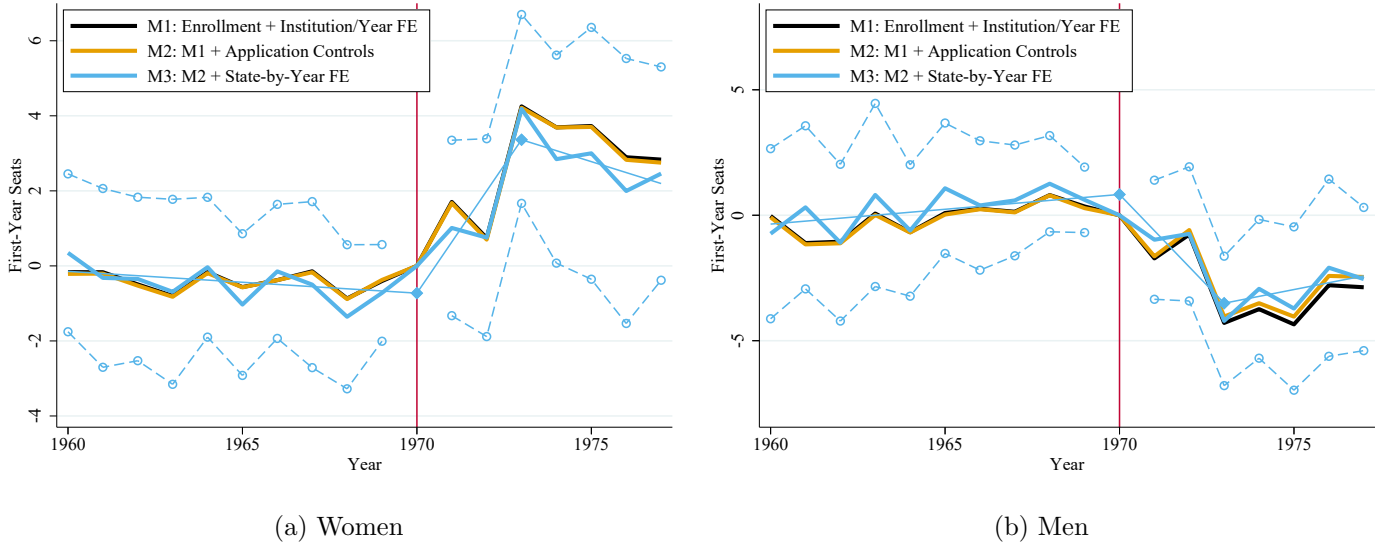 M1: Enrollment + Institution/Year FE
M2: M1 + Application Controls
M3: M2 + State-by-Year FE
First-Year Seats
6
4
2
0
-2
-4
1960
1965
1970
1975
Year
(a) Women
M1: Enrollment + Institution/Year FE
M2: M1 + Application Controls
M3: M2 + State-by-Year FE
First-Year Seats
5
0
-5
1960
1965
1970
1975
Year
(b) Men